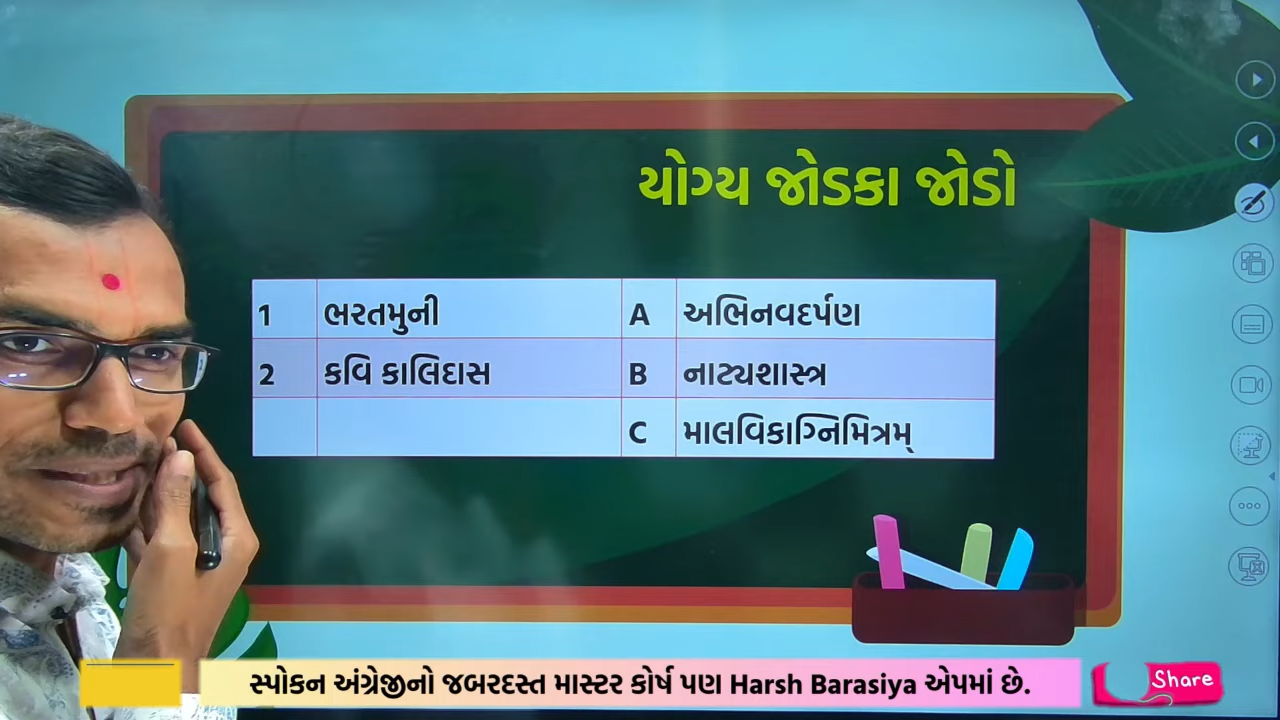 યોગ્ય જોડકા જોડો
1 ભરતમુની A અભિનવદર્પણ
2 કવિ કાલિદાસ B નાટ્યશાસ્ત્ર
C માલવિકાગ્નિમિત્રમ્
સ્પોકન અંગ્રેજીનો જબરદસ્ત માસ્ટર કોર્ષ પણ Harsh Barasiya એપમાં છે.
Share